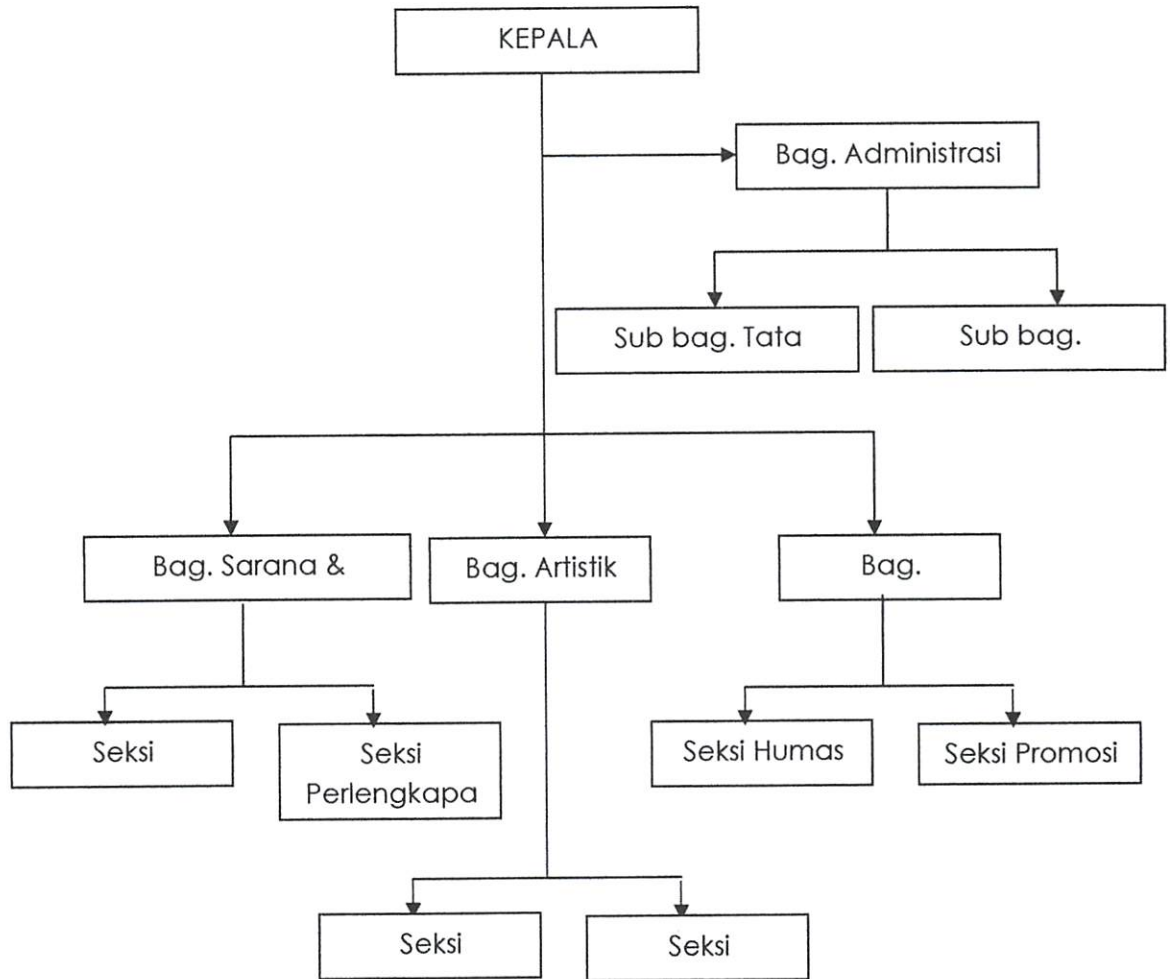 KEPALA
Bag. Administrasi
Sub bag. Tata
Sub bag.
Bag. Sarana &
Bag. Artistik
Bag.
Seksi
Seksi
Perlengkapa
Seksi Humas
Seksi Promosi
Seksi
Seksi